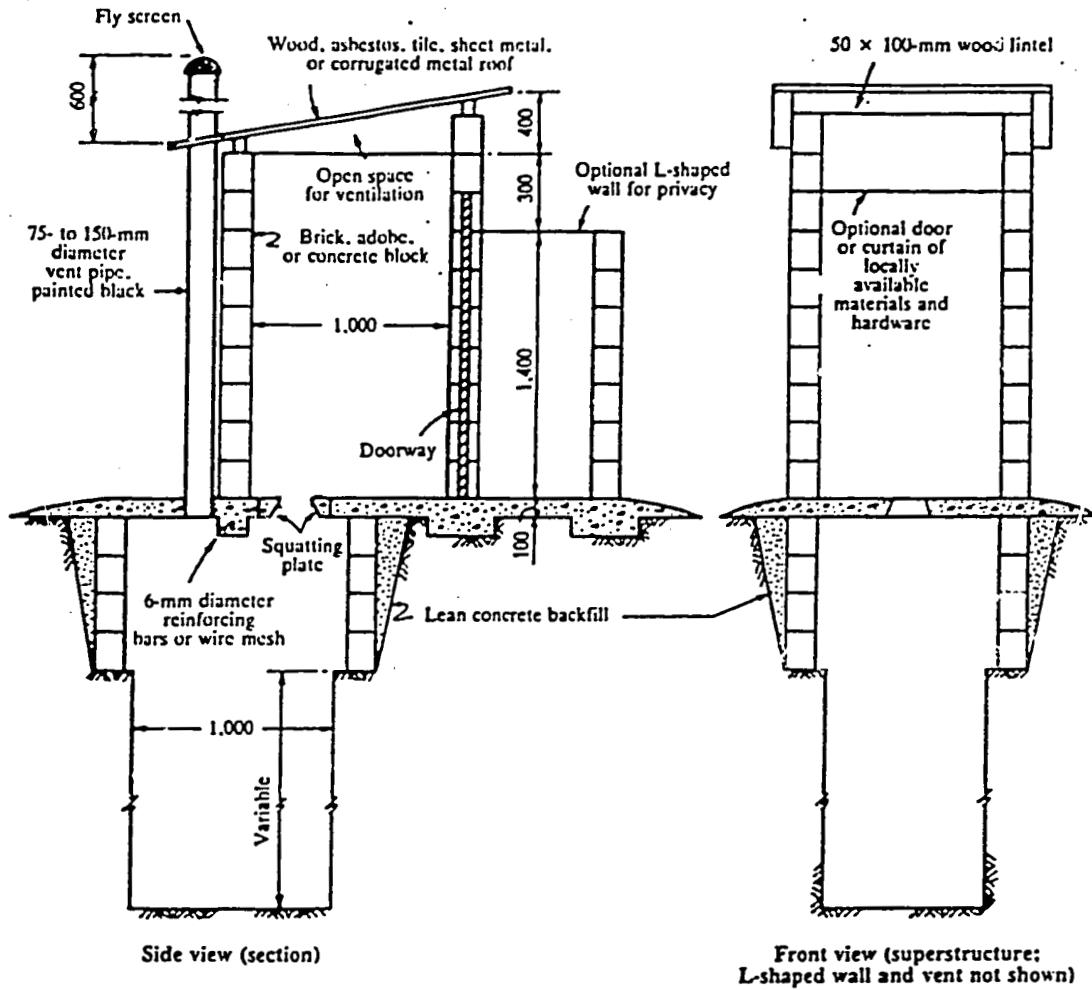 Fly screen
Wood, asbestos, tile, sheet metal,
or corrugated metal roof
50 × 100-mm wood lintel
600
400
Open space
for ventilation
300
Optional L-shaped
wall for privacy
75- to 150-mm
diameter
vent pipe,
painted black
Brick, adobe,
or concrete block
Optional door
or curtain of
locally
available
materials and
hardware
1,000
1,400
Doorway
Squatting
plate
100
6-mm diameter
reinforcing
bars or wire mesh
Lean concrete backfill
1,000
Variable
Side view (section)
Front view (superstructure;
L-shaped wall and vent not shown)